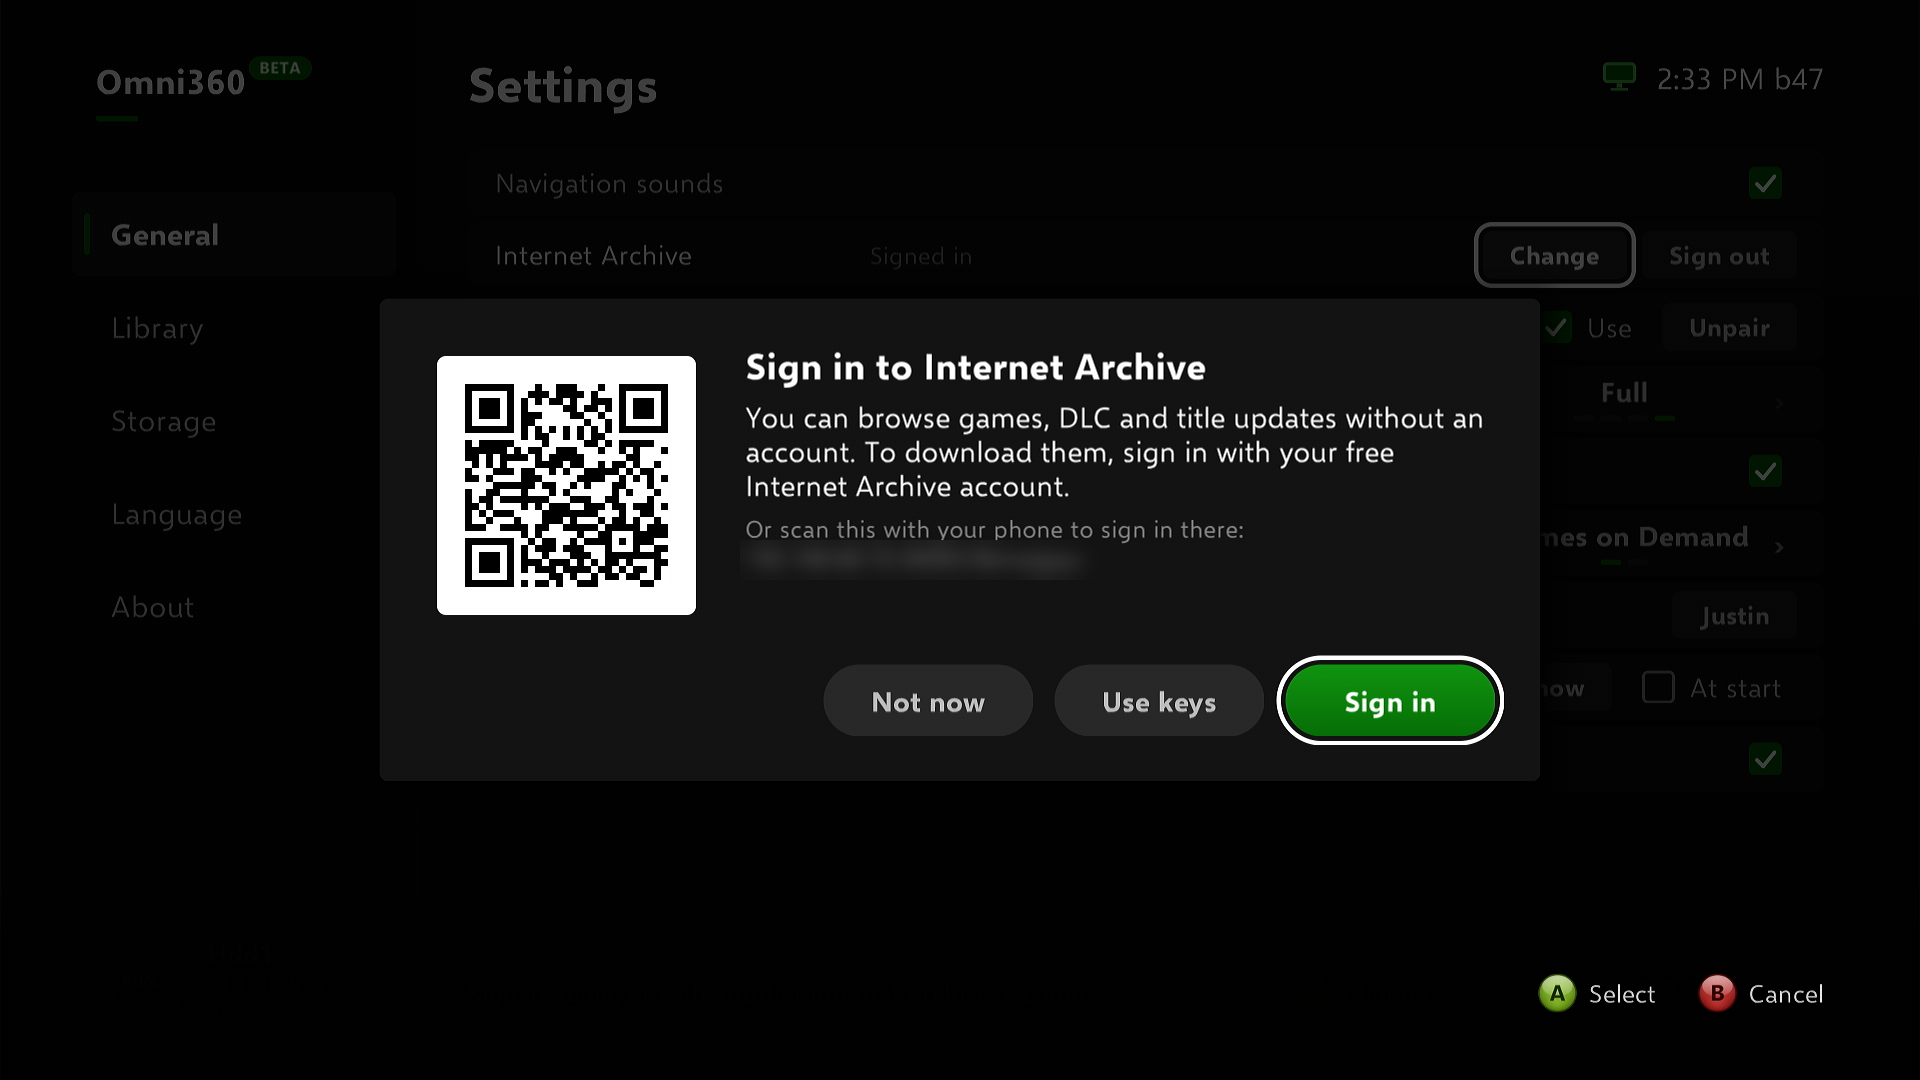 Omni360 BETA
Settings
2:33 PM b47
Navigation sounds
General
Internet Archive
Signed in
Change
Sign out
Library
Use
Unpair
Sign in to Internet Archive
You can browse games, DLC and title updates without an
account. To download them, sign in with your free
Internet Archive account.
Or scan this with your phone to sign in there:
Full
Storage
Language
on Demand
About
Justin
Not now
Use keys
Sign in
At start
A Select
B Cancel